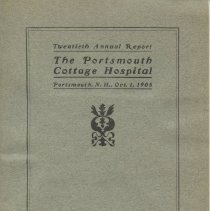 Twentieth Annual Report
The Portsmouth
Cottage Hospital
Portsmouth, N. H., Oct. 1, 1905